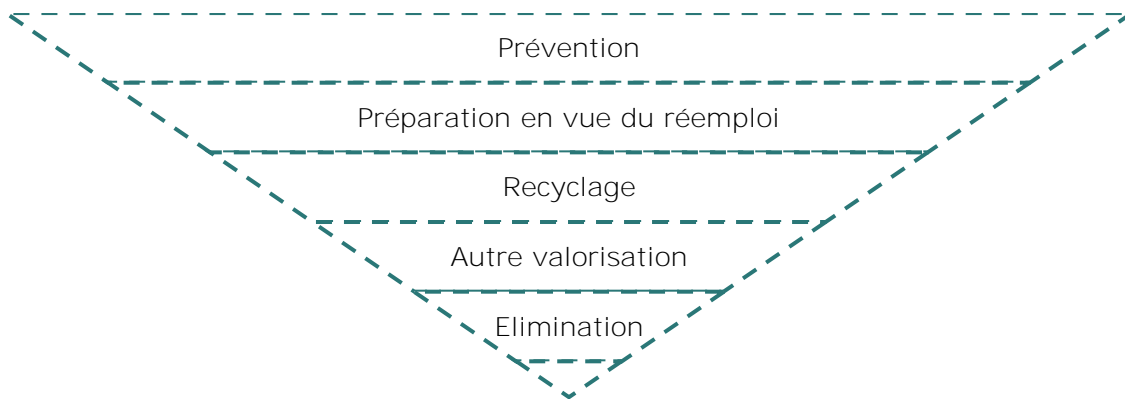 Prévention
Préparation en vue du réemploi
Recyclage
Autre valorisation
Elimination